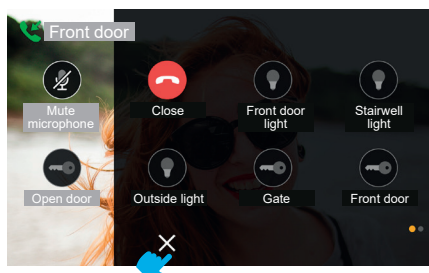 Front door
Mute
microphone
Close
Front door
light
Stairwell
light
Open door
Outside light
Gate
Front door